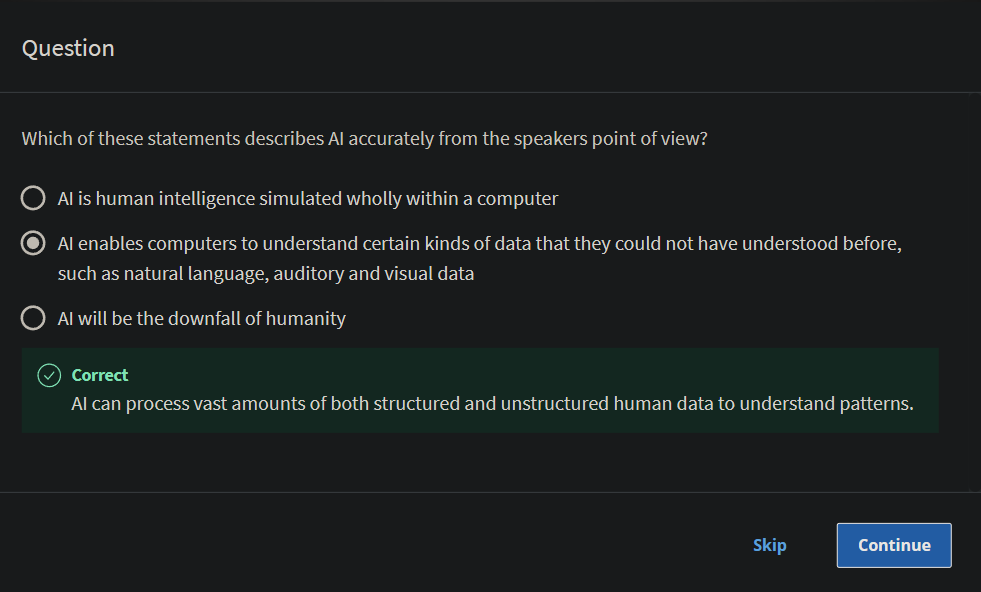 Question
Which of these statements describes AI accurately from the speakers point of view?
AI is human intelligence simulated wholly within a computer
AI enables computers to understand certain kinds of data that they could not have understood before,
such as natural language, auditory and visual data
AI will be the downfall of humanity
Correct
AI can process vast amounts of both structured and unstructured human data to understand patterns.
Skip
Continue